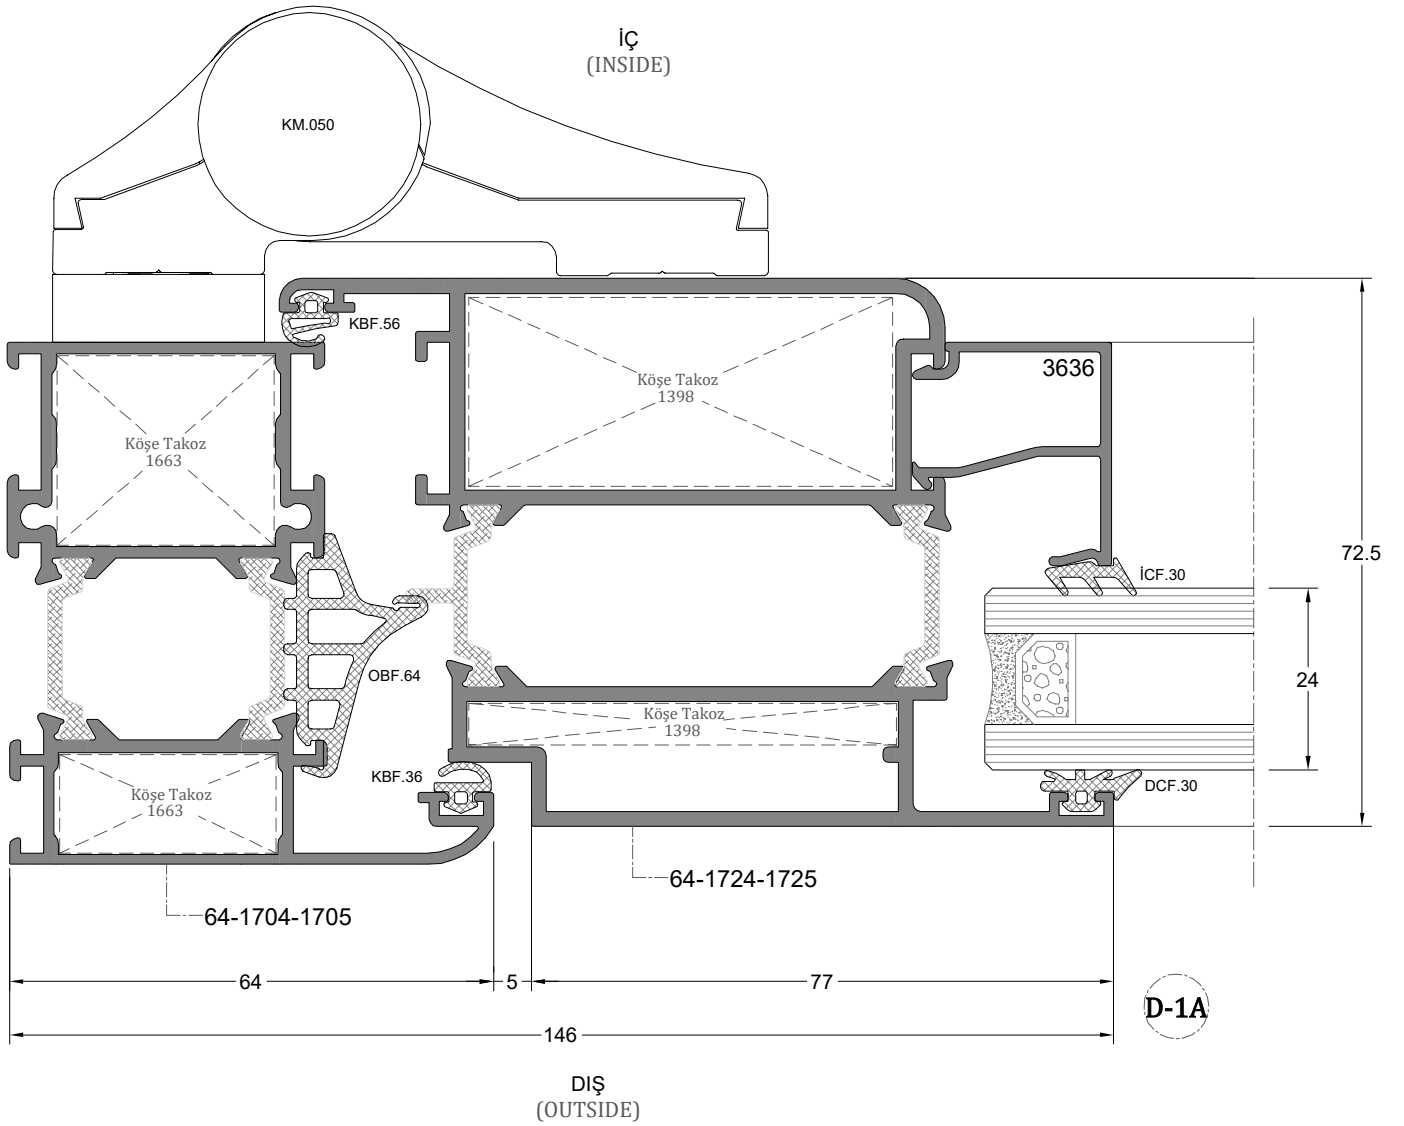 İÇ
(INSIDE)
KM.050
KBF.56
3636
Köşe Takoz
1398
Köşe Takoz
1663
72.5
İCF.30
OBF.64
24
Köşe Takoz
1398
KBF.36
DCF.30
Köşe Takoz
1663
64-1724-1725
64-1704-1705
64
5
77
D-1A
146
DIŞ
(OUTSIDE)